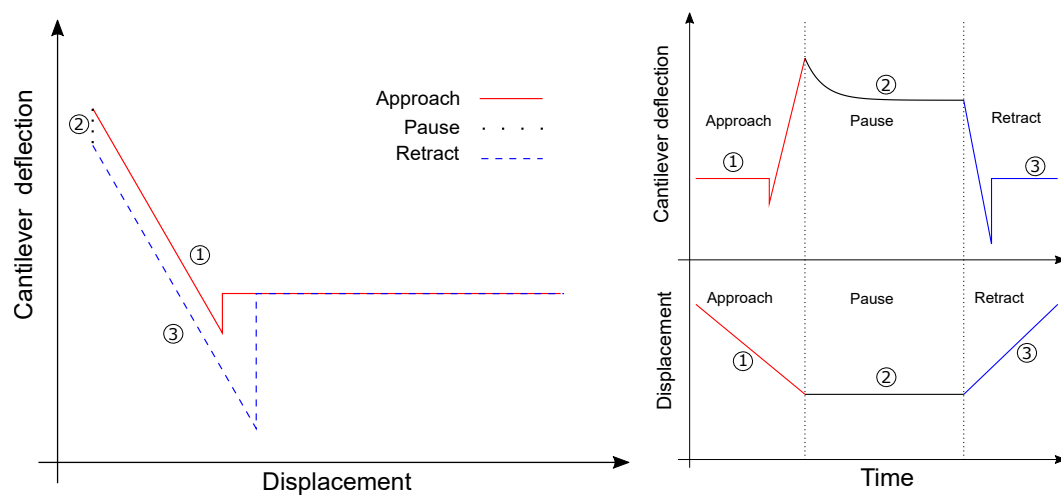 Cantilever deflection
Approach
Pause
Retract
②
①
③
Displacement
Cantilever deflection
Approach
Pause
Retract
①
②
③
Displacement
Approach
Pause
Retract
①
②
③
Time